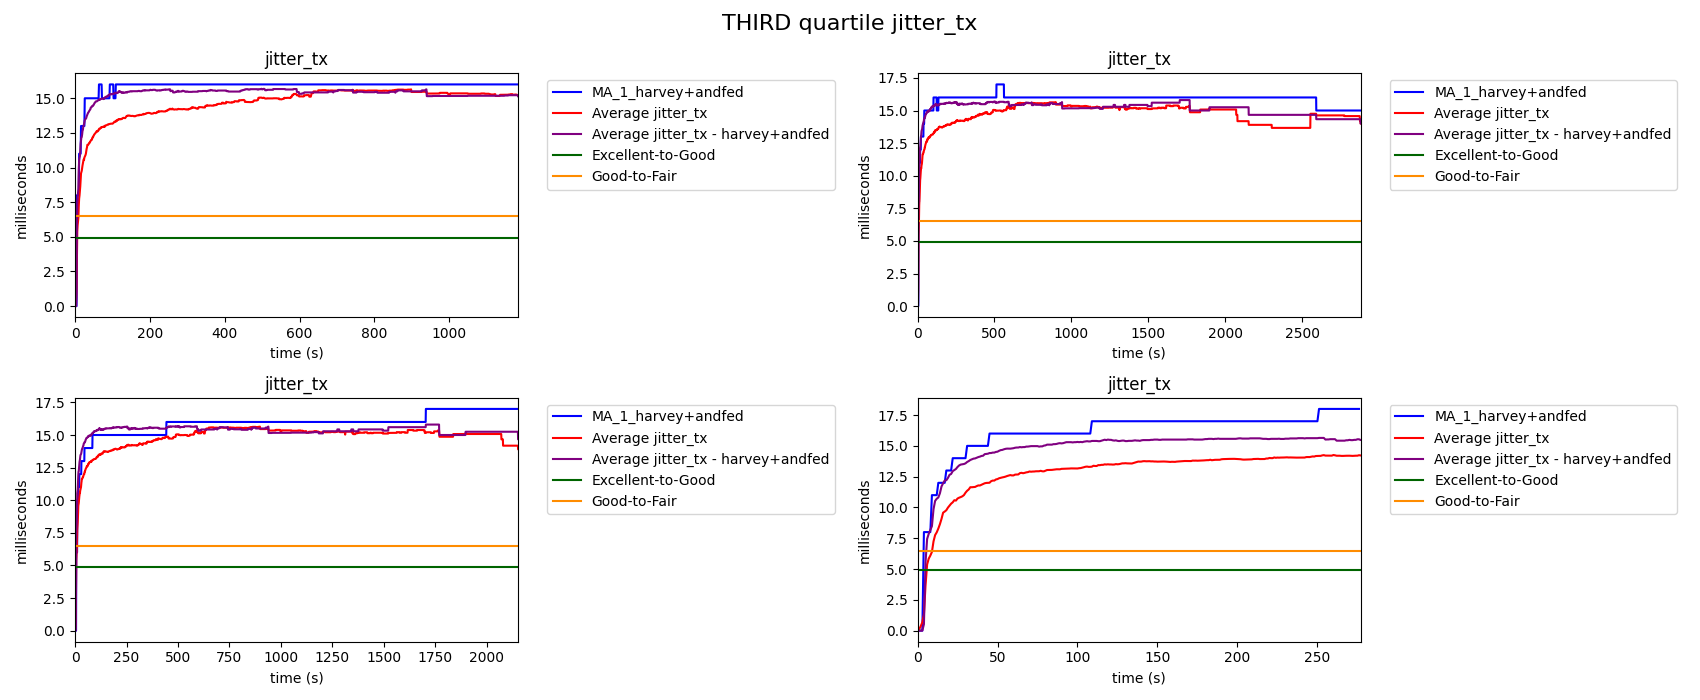 THIRD quartile jitter_tx
jitter_tx
17.5
15.0
12.5
10.0
7.5
5.0
2.5
0.0
milliseconds
0 200 400 600 800 1000
time (s)
MA_1_harvey+andfed
Average jitter_tx
Average jitter_tx - harvey+andfed
Excellent-to-Good
Good-to-Fair
jitter_tx
17.5
15.0
12.5
10.0
7.5
5.0
2.5
0.0
milliseconds
0 500 1000 1500 2000 2500
time (s)
MA_1_harvey+andfed
Average jitter_tx
Average jitter_tx - harvey+andfed
Excellent-to-Good
Good-to-Fair
jitter_tx
17.5
15.0
12.5
10.0
7.5
5.0
2.5
0.0
milliseconds
0 250 500 750 1000 1250 1500 1750 2000
time (s)
MA_1_harvey+andfed
Average jitter_tx
Average jitter_tx - harvey+andfed
Excellent-to-Good
Good-to-Fair
jitter_tx
17.5
15.0
12.5
10.0
7.5
5.0
2.5
0.0
milliseconds
0 50 100 150 200 250
time (s)
MA_1_harvey+andfed
Average jitter_tx
Average jitter_tx - harvey+andfed
Excellent-to-Good
Good-to-Fair